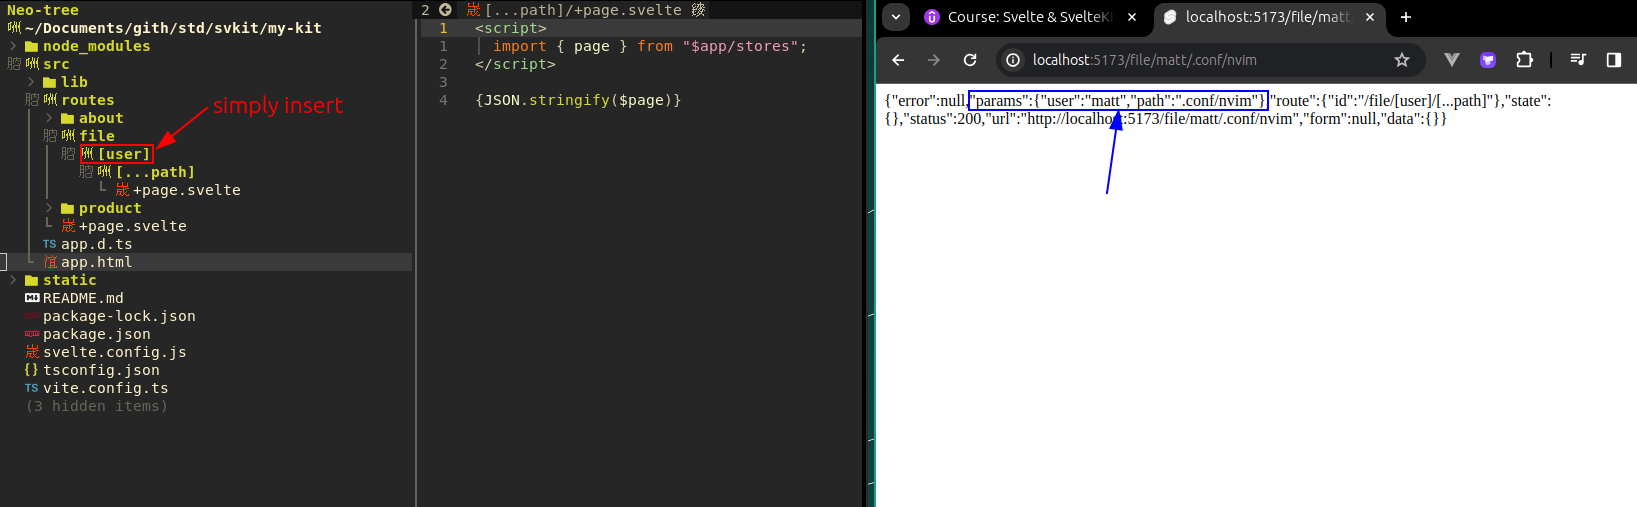 Neo-tree
~/Documents/gith/std/svkit/my-kit
node_modules
src
lib
routes
simply insert
about
file
[user]
[...path]
+page.svelte
product
+page.svelte
TS app.d.ts
app.html
static
README.md
package-lock.json
package.json
svelte.config.js
{} tsconfig.json
TS vite.config.ts
(3 hidden items)
2 [...path]/+page.svelte
1 <script>
1 import { page } from "$app/stores";
2 </script>
3
4 {JSON.stringify($page)}
Course: Svelte & SvelteKi
localhost:5173/file/matt/
localhost:5173/file/matt/.conf/nvim
{"error":null,"params":{"user":"matt","path":".conf/nvim"},"route":{"id":"/file/[user]/[...path]"},"state":
{},"status":200,"url":"http://localhost:5173/file/matt/.conf/nvim","form":null,"data":{}}